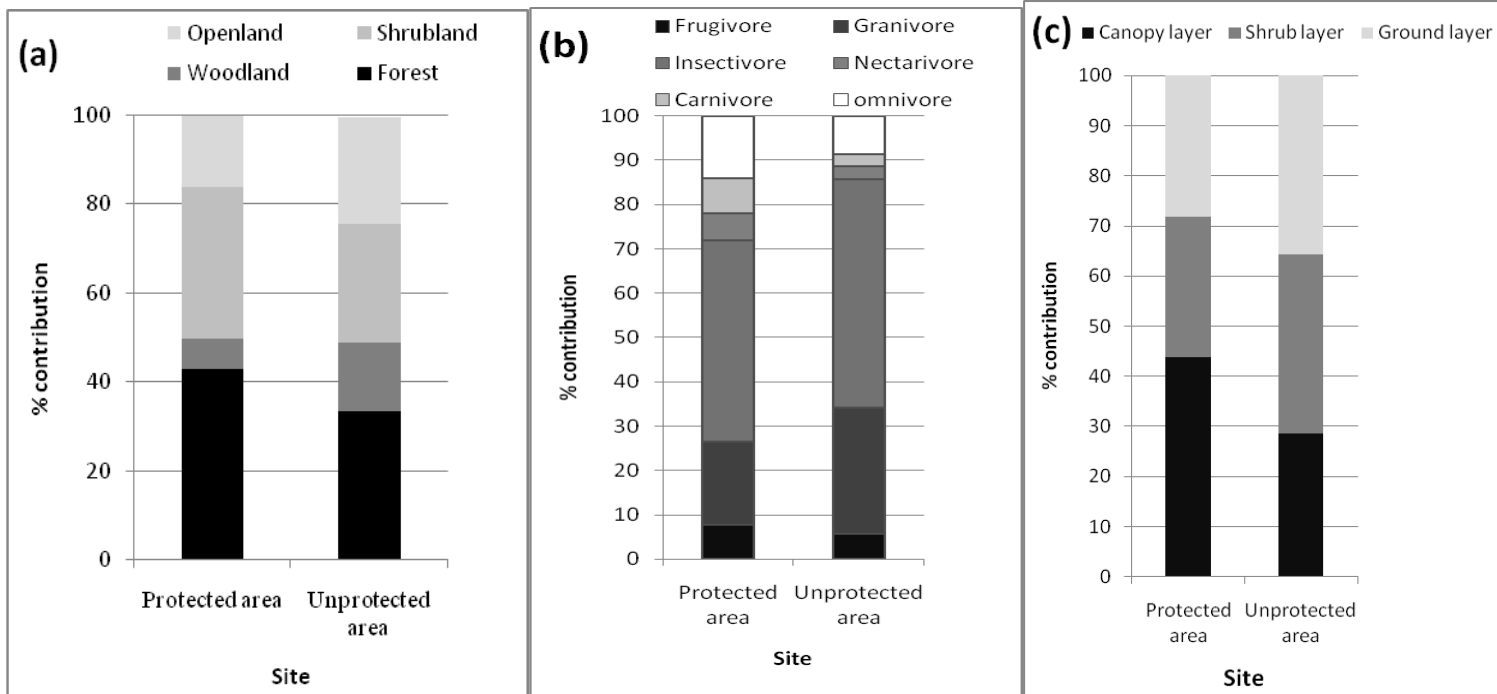 (a)
Openland Shrubland
Woodland Forest
100
80
60
40
20
0
% contribution
Protected area Unprotected
area
Site
(b)
Frugivore Granivore
Insectivore Nectarivore
Carnivore omnivore
100
90
80
70
60
50
40
30
20
10
0
% contribution
Protected Unprotected
area area
Site
(c)
Canopy layer Shrub layer Ground layer
100
90
80
70
60
50
40
30
20
10
0
% contribution
Protected Unprotected
area area
Site